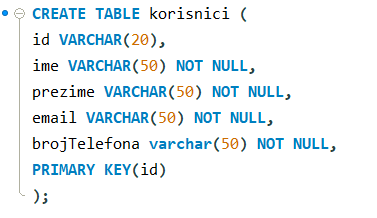 CREATE TABLE korisnici (
id VARCHAR(20),
ime VARCHAR(50) NOT NULL,
prezime VARCHAR(50) NOT NULL,
email VARCHAR(50) NOT NULL,
brojTelefona varchar(50) NOT NULL,
PRIMARY KEY(id)
);